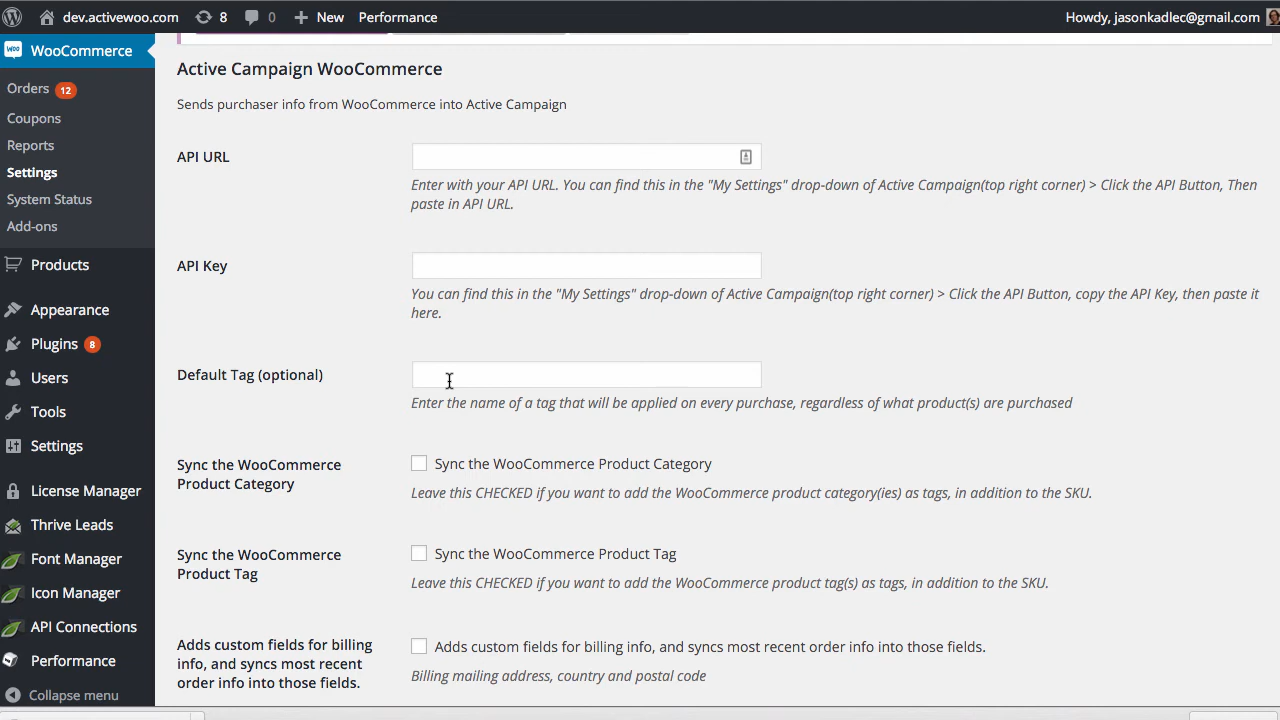 dev.activewoo.com 8 0 New Performance Howdy, jasonkadlec@gmail.com
Woo WooCommerce
Orders 12
Coupons
Reports
Settings
System Status
Add-ons
Products
Appearance
Plugins 8
Users
Tools
Settings
License Manager
Thrive Leads
Font Manager
Icon Manager
API Connections
Performance
Collapse menu
Active Campaign WooCommerce
Sends purchaser info from WooCommerce into Active Campaign
API URL
Enter with your API URL. You can find this in the "My Settings" drop-down of Active Campaign(top right corner) > Click the API Button, Then
paste in API URL.
API Key
You can find this in the "My Settings" drop-down of Active Campaign(top right corner) > Click the API Button, copy the API Key, then paste it
here.
Default Tag (optional)
Enter the name of a tag that will be applied on every purchase, regardless of what product(s) are purchased
Sync the WooCommerce
Product Category
Sync the WooCommerce Product Category
Leave this CHECKED if you want to add the WooCommerce product category(ies) as tags, in addition to the SKU.
Sync the WooCommerce
Product Tag
Sync the WooCommerce Product Tag
Leave this CHECKED if you want to add the WooCommerce product tag(s) as tags, in addition to the SKU.
Adds custom fields for billing
info, and syncs most recent
order info into those fields.
Adds custom fields for billing info, and syncs most recent order info into those fields.
Billing mailing address, country and postal code